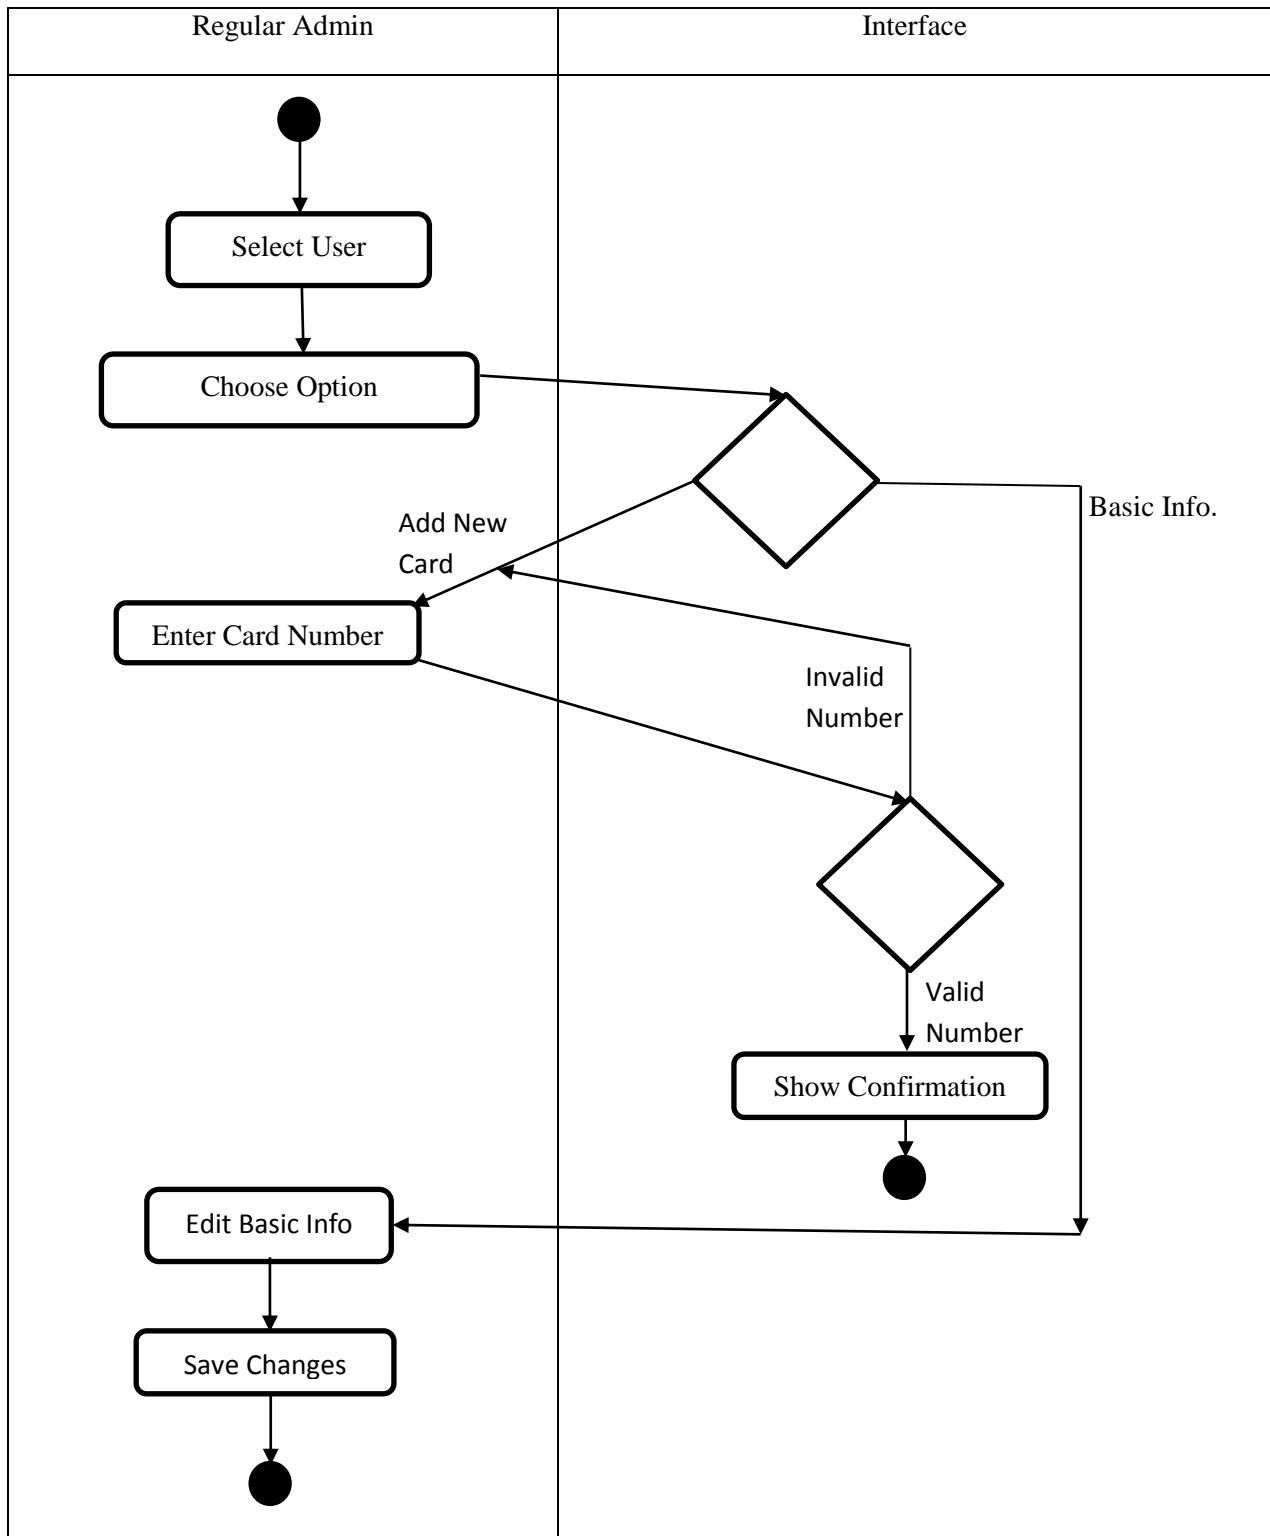 Regular Admin
Interface
Select User
Choose Option
Basic Info.
Add New
Card
Enter Card Number
Invalid
Number
Valid
Number
Show Confirmation
Edit Basic Info
Save Changes